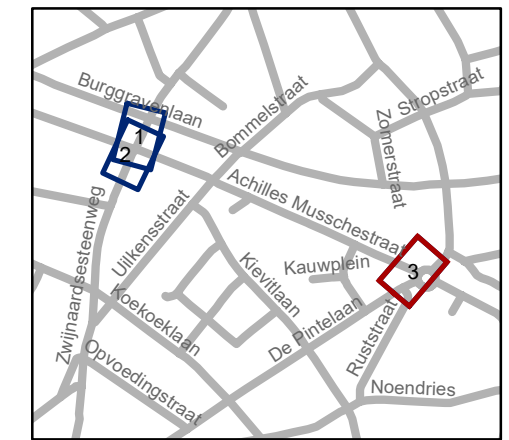 Burggravenlaan
Bommelstraat
Stropstraat
Zomerstraat
1
2
Achilles Musschestraat
Zwijnaardsesteenweg
Uilkensstraat
Kievitlaan
Kauwplein
3
Koekoeklaan
De Pintelaan
Ruststraat
Opvoedingstraat
Noendries